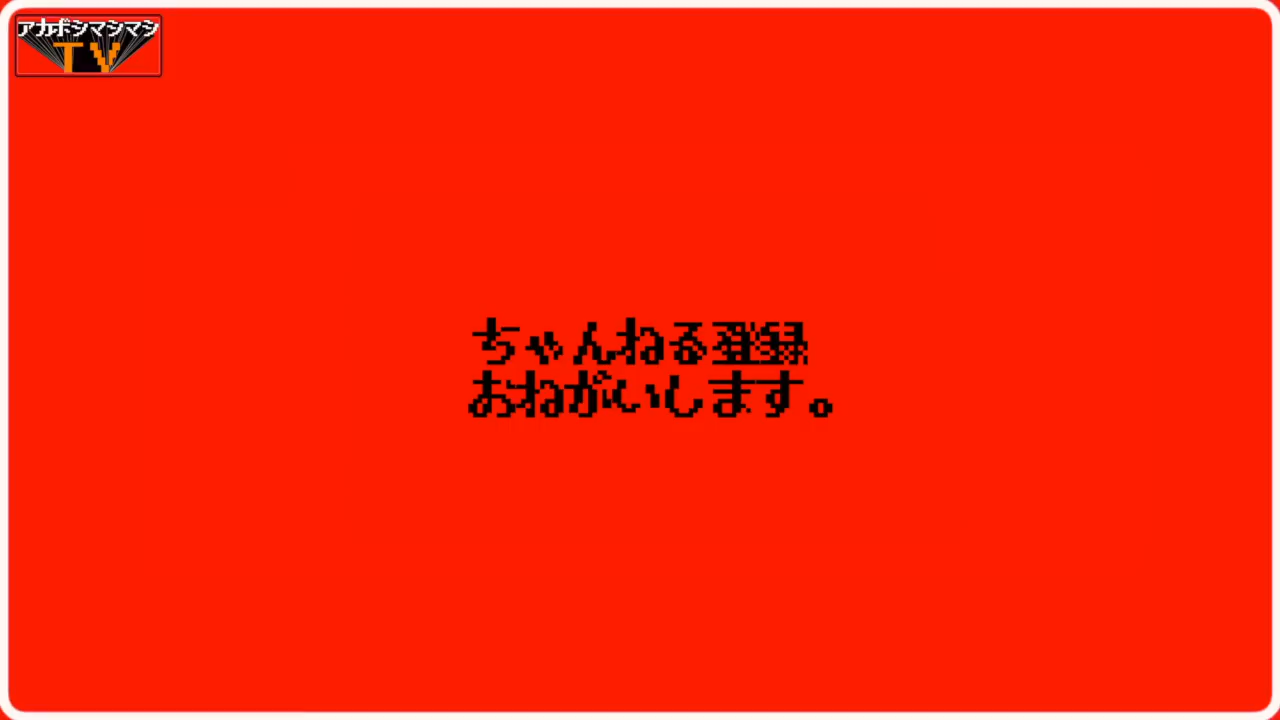 アカボシマシマシ
TV
ちゃんねる登録
おねがいします。